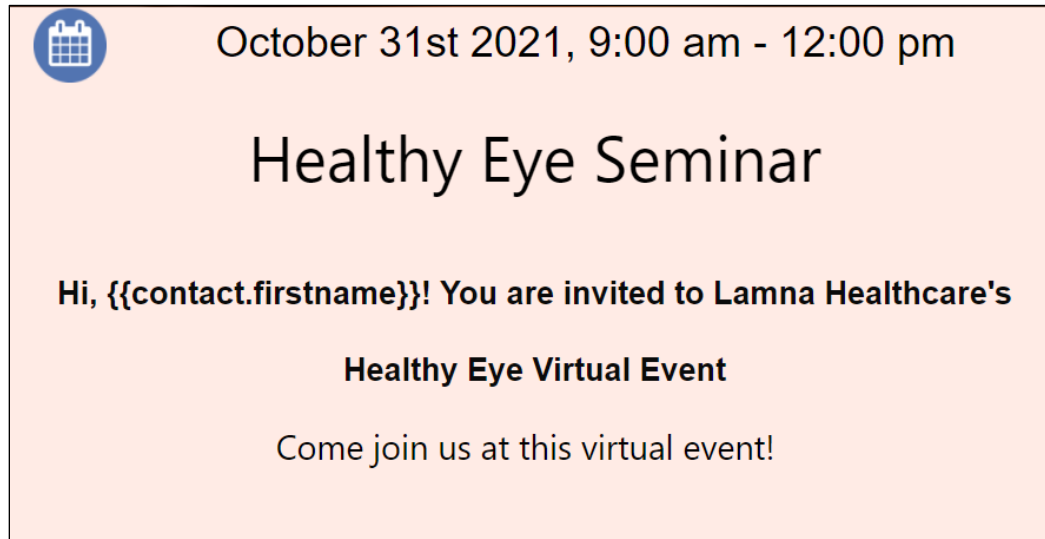 October 31st 2021, 9:00 am - 12:00 pm
Healthy Eye Seminar
Hi, {{contact.firstname}}! You are invited to Lamna Healthcare's
Healthy Eye Virtual Event
Come join us at this virtual event!